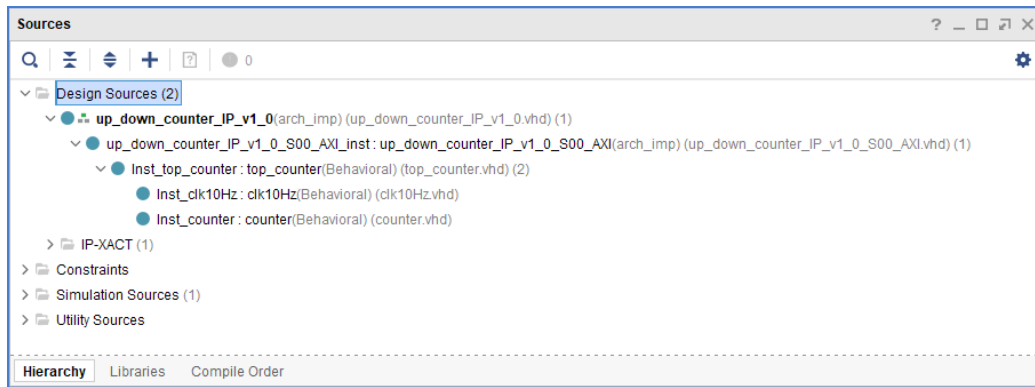 Sources
? 0
Design Sources (2)
up_down_counter_IP_v1_0(arch_imp) (up_down_counter_IP_v1_0.vhd) (1)
up_down_counter_IP_v1_0_S00_AXI_inst : up_down_counter_IP_v1_0_S00_AXI(arch_imp) (up_down_counter_IP_v1_0_S00_AXI.vhd) (1)
Inst_top_counter : top_counter(Behavioral) (top_counter.vhd) (2)
Inst_clk10Hz : clk10Hz(Behavioral) (clk10Hz.vhd)
Inst_counter : counter(Behavioral) (counter.vhd)
IP-XACT (1)
Constraints
Simulation Sources (1)
Utility Sources
Hierarchy Libraries Compile Order